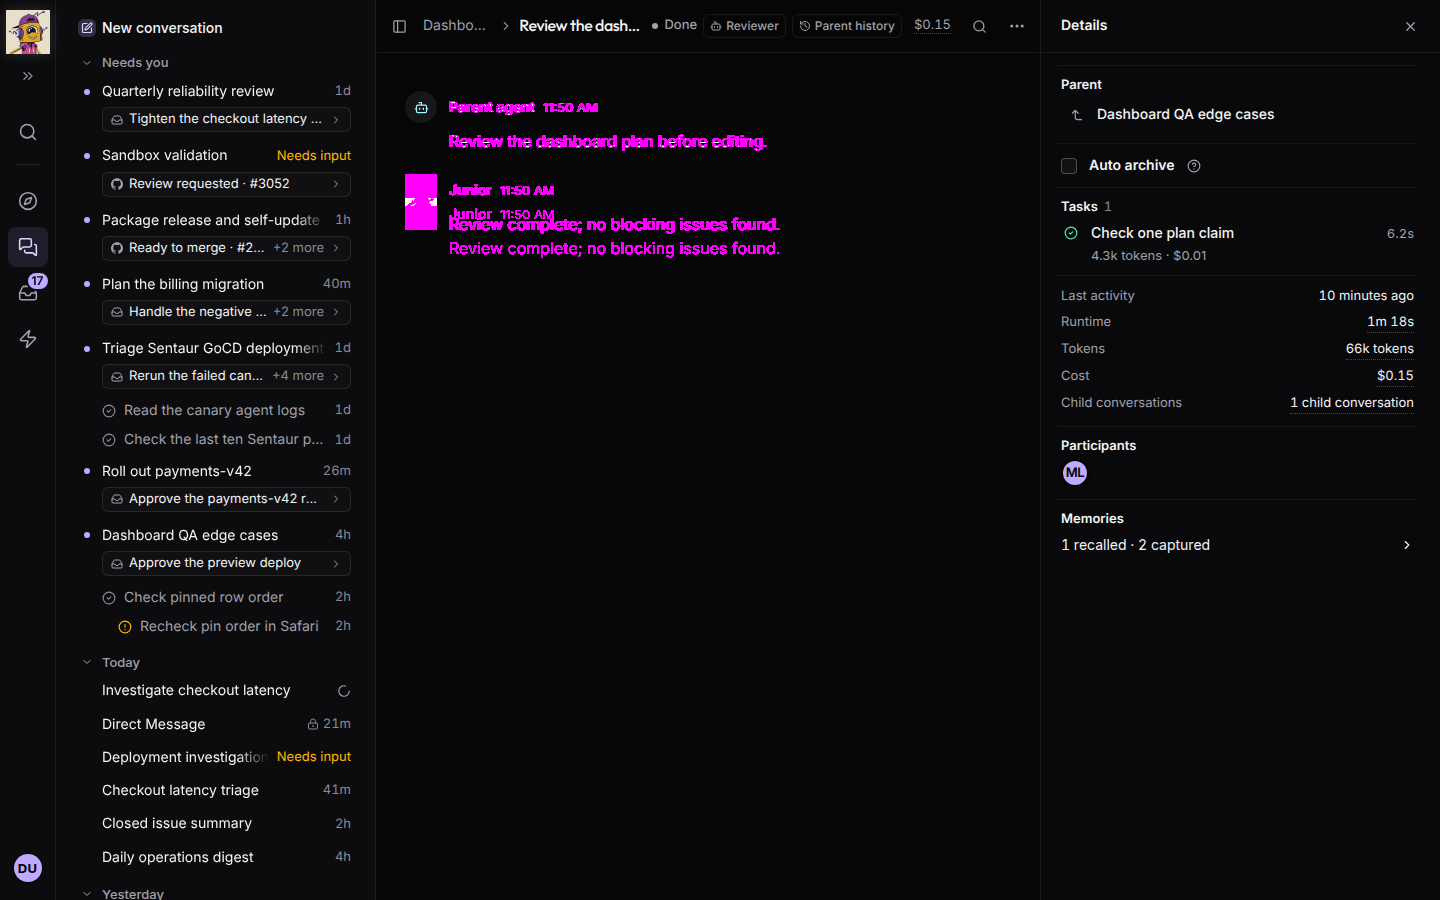 New conversation
Needs you
Quarterly reliability review 1d
Tighten the checkout latency ...
Sandbox validation Needs input
Review requested · #3052
Package release and self-update 1h
Ready to merge · #2... +2 more
Plan the billing migration 40m
Handle the negative ... +2 more
Triage Sentaur GoCD deployment 1d
Rerun the failed can... +4 more
Read the canary agent logs 1d
Check the last ten Sentaur p... 1d
Roll out payments-v42 26m
Approve the payments-v42 r...
Dashboard QA edge cases 4h
Approve the preview deploy
Check pinned row order 2h
Recheck pin order in Safari 2h
Today
Investigate checkout latency
Direct Message 21m
Deployment investigation Needs input
Checkout latency triage 41m
Closed issue summary 2h
Daily operations digest 4h
Yesterday
17
DU
Dashbo... Review the dash... Done Reviewer Parent history $0.15
Parent agent 11:50 AM
Review the dashboard plan before editing.
Junior 11:50 AM
Junior 11:50 AM
Review complete; no blocking issues found.
Review complete; no blocking issues found.
Details
Parent
Dashboard QA edge cases
Auto archive
Tasks 1
Check one plan claim 6.2s
4.3k tokens · $0.01
Last activity 10 minutes ago
Runtime 1m 18s
Tokens 66k tokens
Cost $0.15
Child conversations 1 child conversation
Participants
ML
Memories
1 recalled · 2 captured